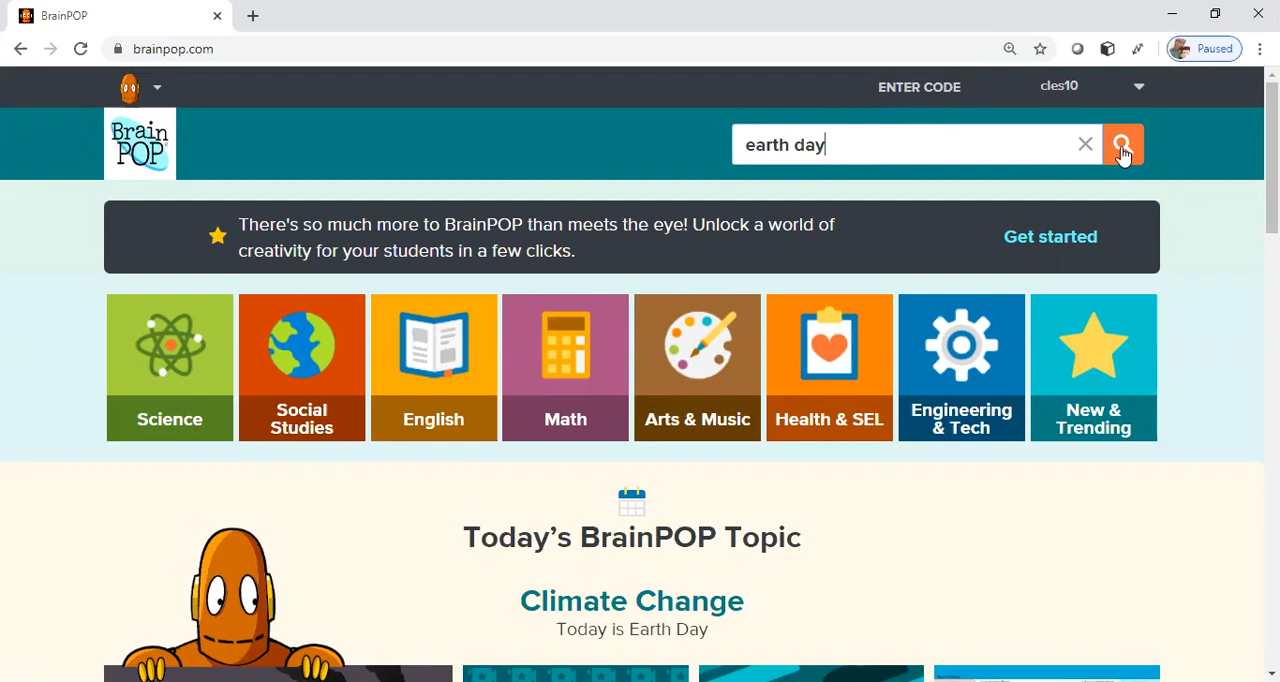 BrainPOP
brainpop.com
Paused
ENTER CODE
cles10
Brain
POP
earth day
There's so much more to BrainPOP than meets the eye! Unlock a world of
creativity for your students in a few clicks.
Get started
Science
Social
Studies
English
Math
Arts & Music
Health & SEL
Engineering
& Tech
New &
Trending
Today's BrainPOP Topic
Climate Change
Today is Earth Day